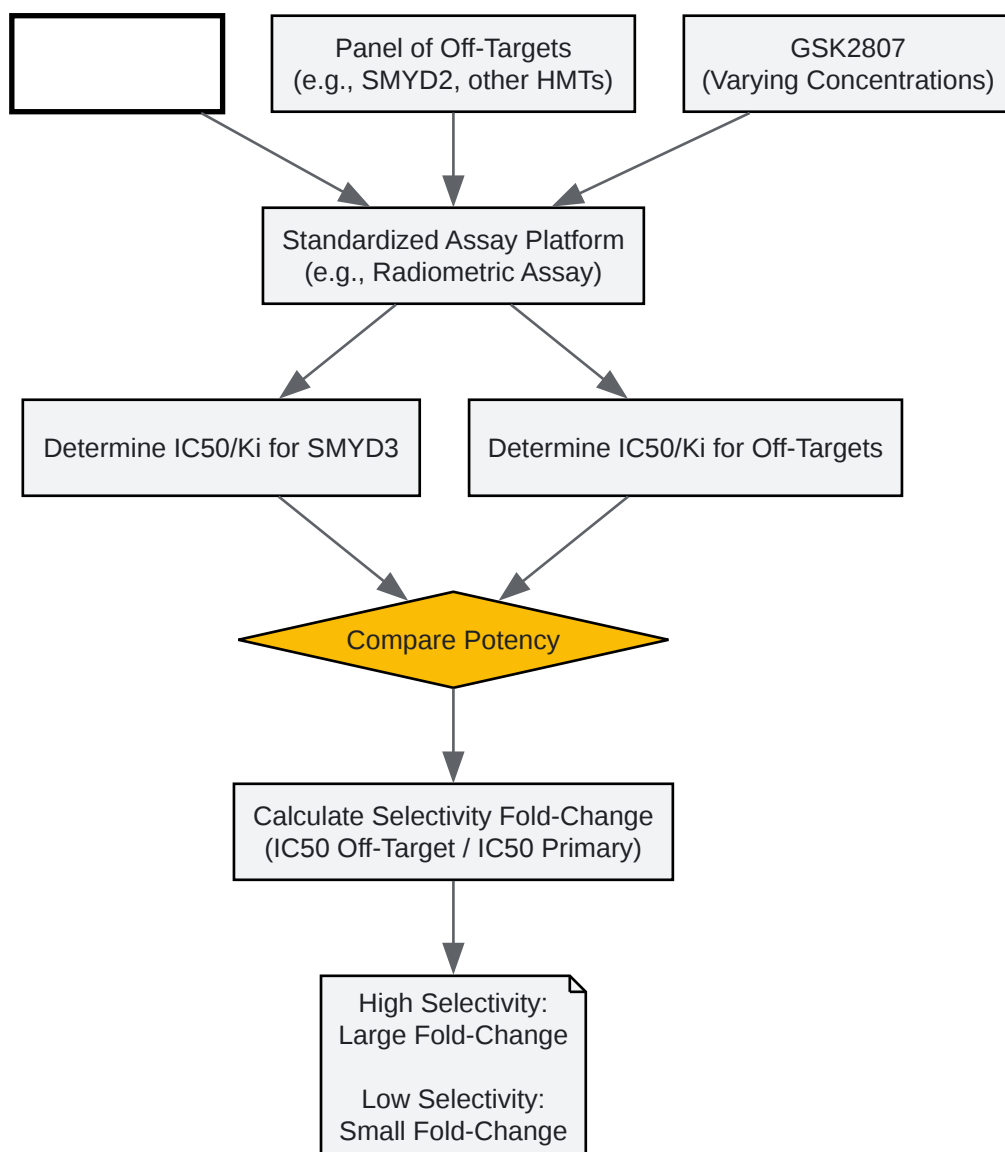 Panel of Off-Targets
(e.g., SMYD2, other HMTs)
GSK2807
(Varying Concentrations)
Standardized Assay Platform
(e.g., Radiometric Assay)
Determine IC50/Ki for SMYD3
Determine IC50/Ki for Off-Targets
Compare Potency
Calculate Selectivity Fold-Change
(IC50 Off-Target / IC50 Primary)
High Selectivity:
Large Fold-Change
Low Selectivity:
Small Fold-Change